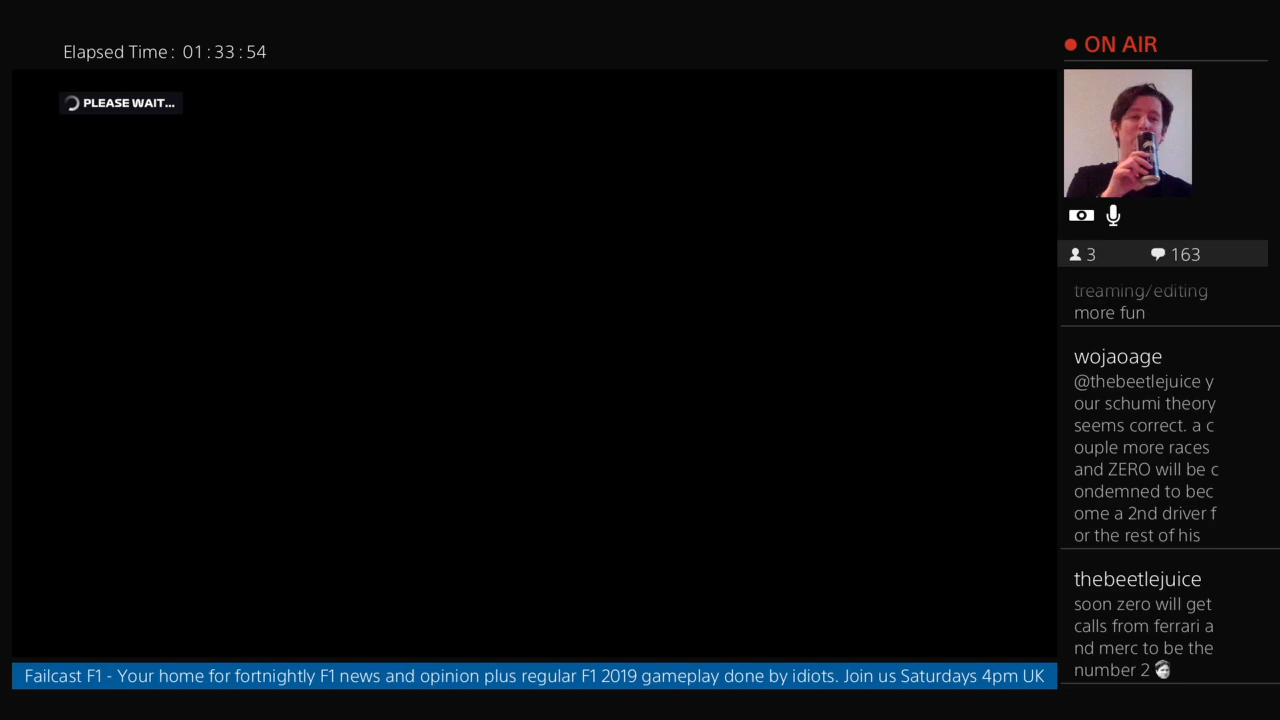 Elapsed Time: 01:33:54
ON AIR
PLEASE WAIT...
3 163
treaming/editing
more fun
wojaoage
@thebeetlejuice y
our schumi theory
seems correct. a c
ouple more races
and ZERO will be c
ondemned to bec
ome a 2nd driver f
or the rest of his
thebeetlejuice
soon zero will get
calls from ferrari a
nd merc to be the
number 2
Failcast F1 - Your home for fortnightly F1 news and opinion plus regular F1 2019 gameplay done by idiots. Join us Saturdays 4pm UK